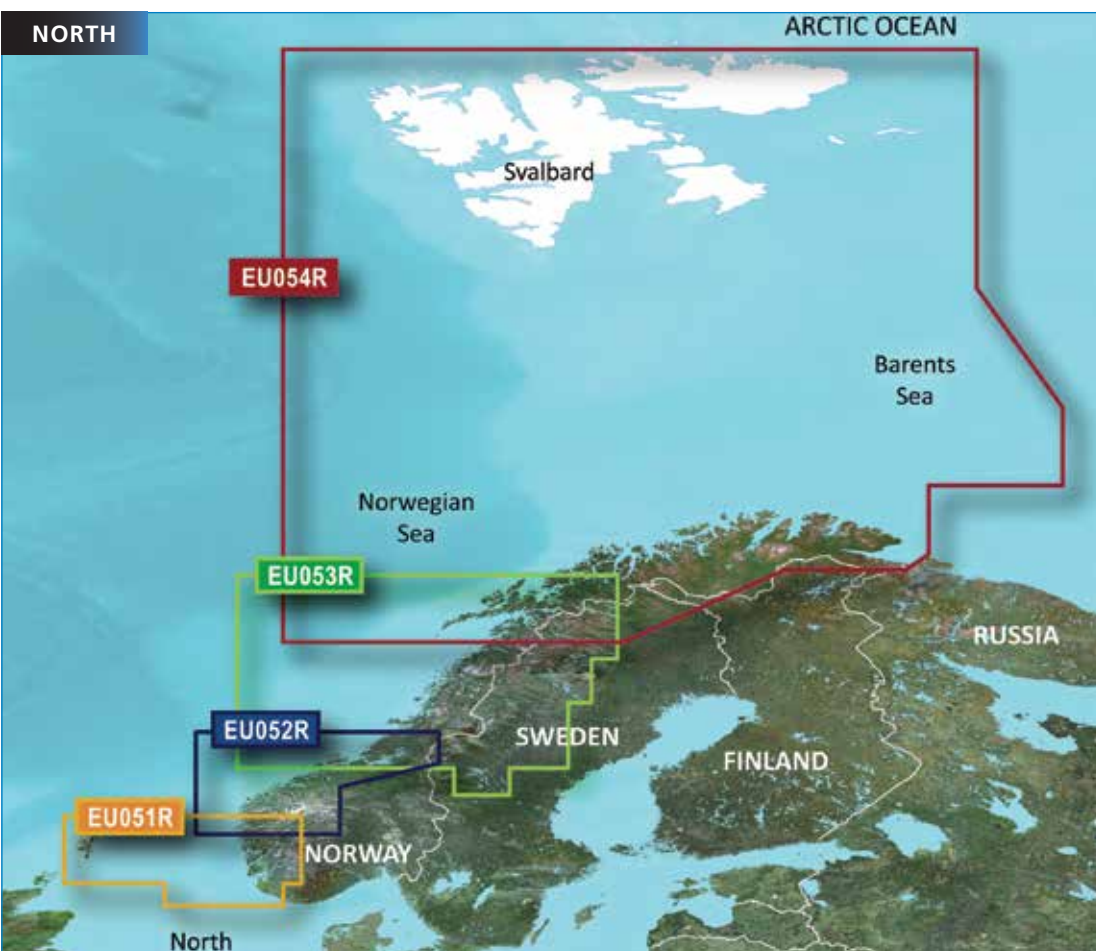 NORTH
ARCTIC OCEAN
Svalbard
EU054R
Barents
Sea
Norwegian
Sea
EU053R
RUSSIA
EU052R
SWEDEN
FINLAND
EU051R
NORWAY
North